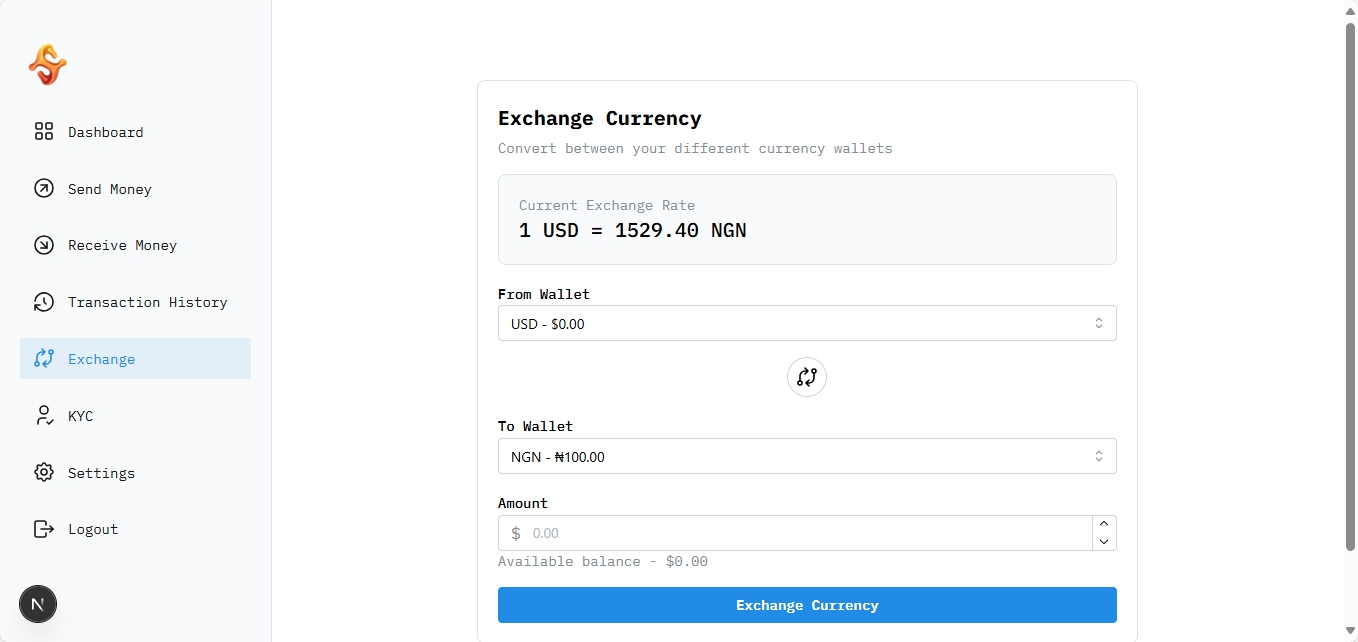 Dashboard
Send Money
Receive Money
Transaction History
Exchange
KYC
Settings
Logout
N
Exchange Currency
Convert between your different currency wallets
Current Exchange Rate
1 USD = 1529.40 NGN
From Wallet
USD - $0.00
To Wallet
NGN - ₦100.00
Amount
$ 0.00
Available balance - $0.00
Exchange Currency